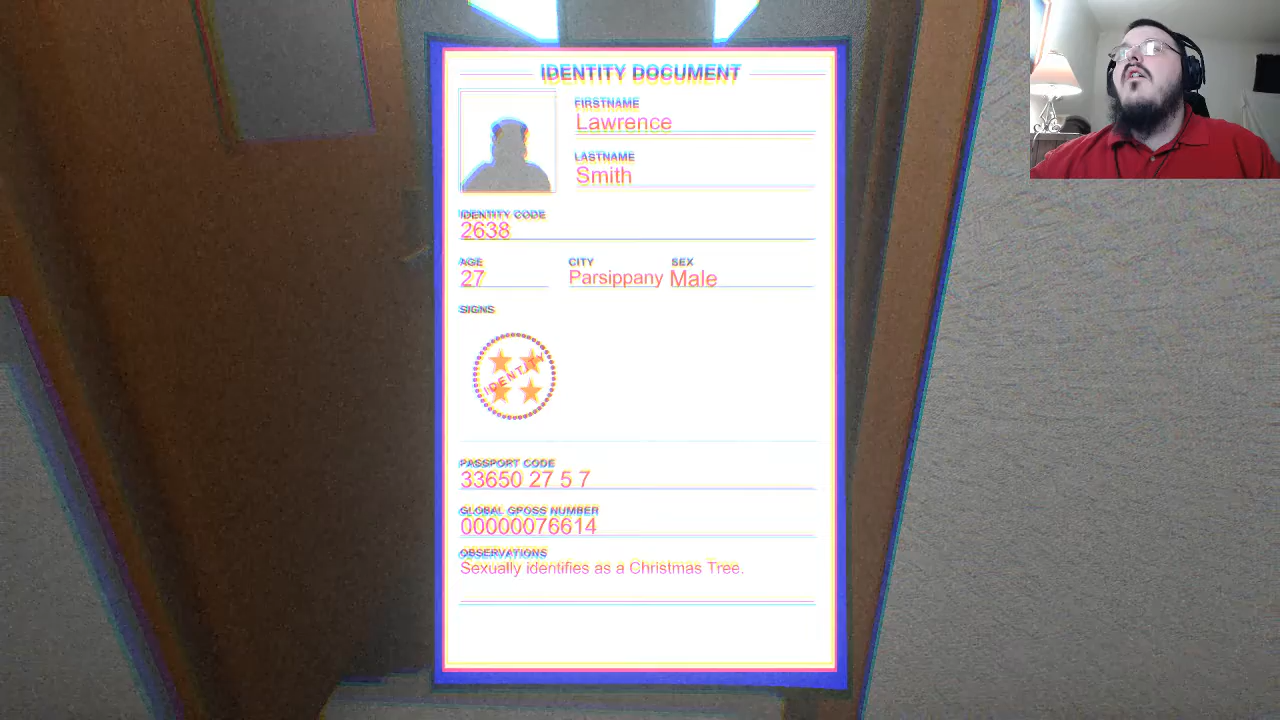 IDENTITY DOCUMENT
FIRSTNAME
Lawrence
LASTNAME
Smith
IDENTITY CODE
2638
AGE CITY SEX
27 Parsippany Male
SIGNS
IDENTITY
PASSPORT CODE
33650 27 5 7
GLOBAL GPOSS NUMBER
00000076614
OBSERVATIONS
Sexually identifies as a Christmas Tree.